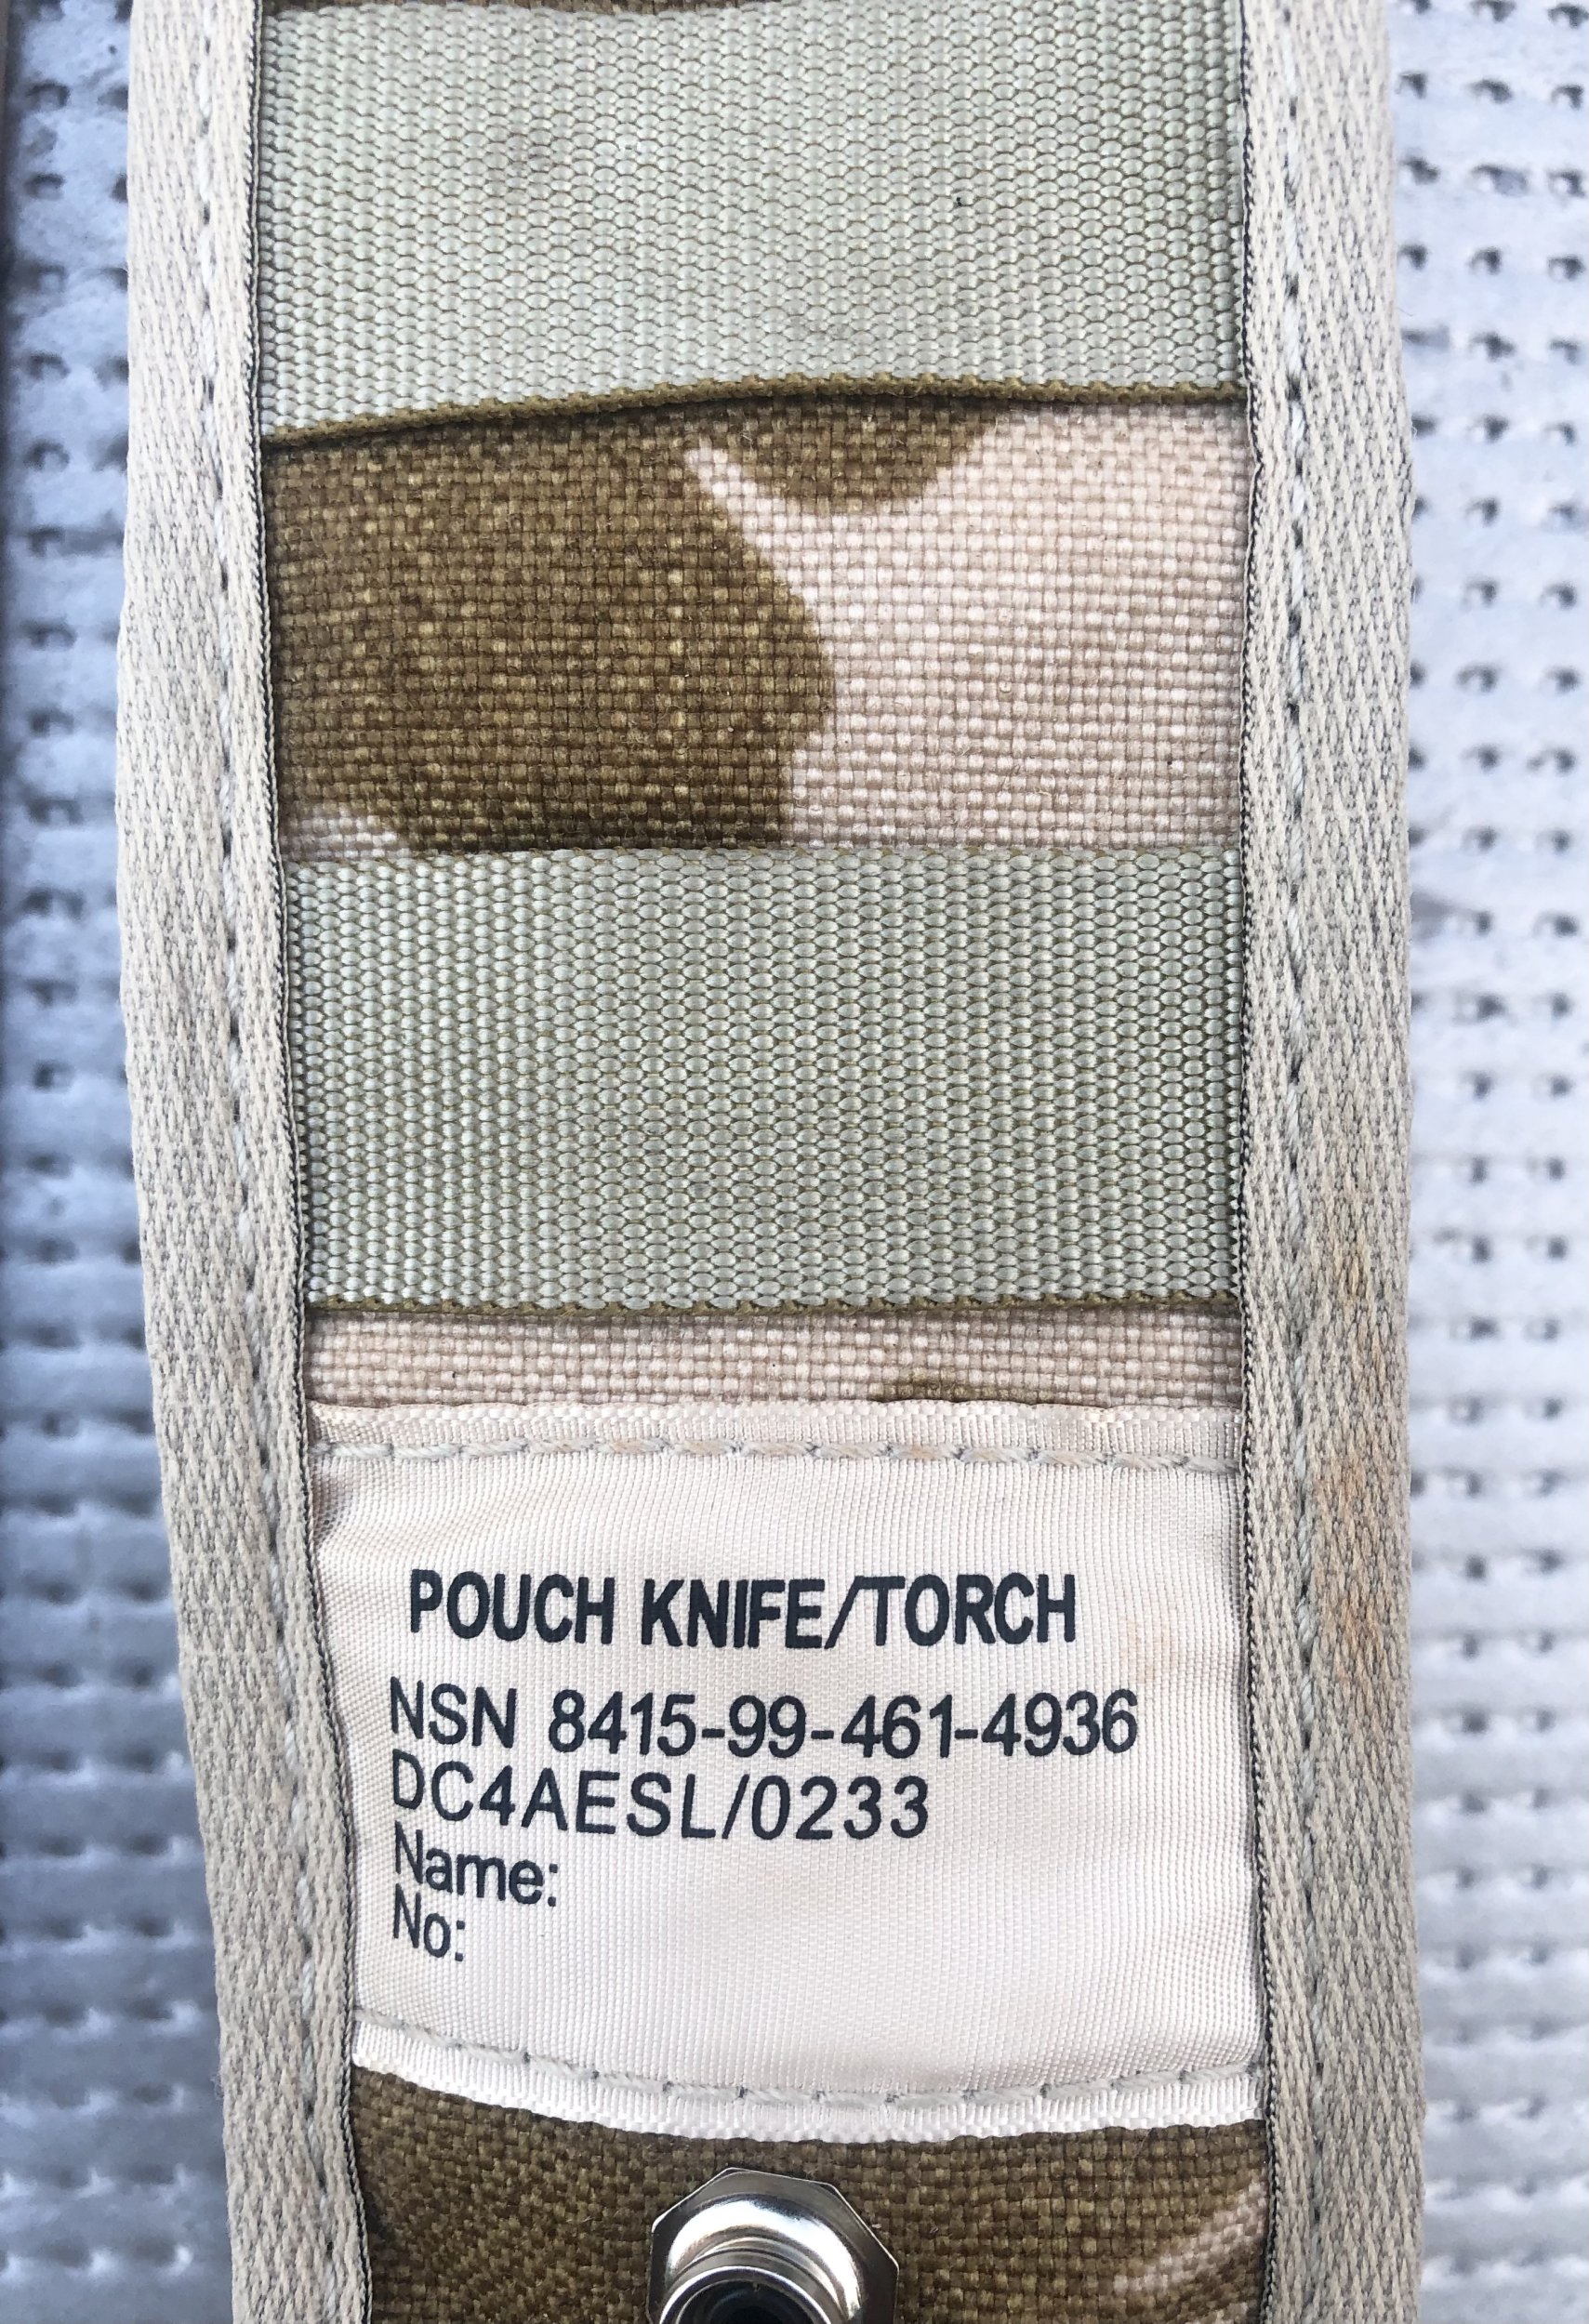 POUCH KNIFE/TORCH
NSN 8415-99-461-4936
DC4AESL/0233
Name:
No: